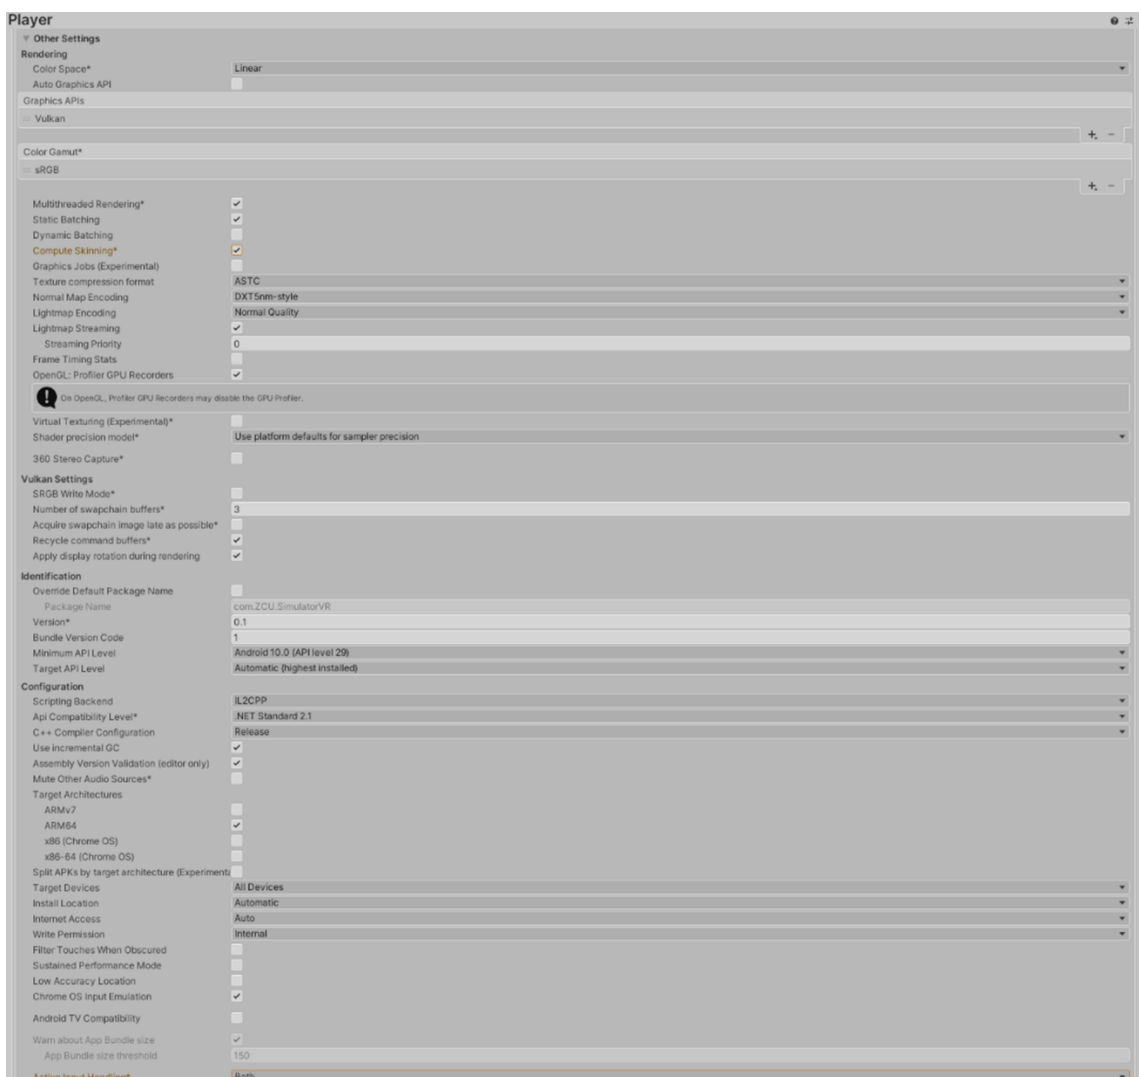 Player
Other Settings
Rendering
Color Space* Linear
Auto Graphics API
Graphics APIs
Vulkan
Color Gamut*
sRGB
Multithreaded Rendering*
Static Batching
Dynamic Batching
Compute Skinning*
Graphics Jobs (Experimental)
Texture compression format ASTC
Normal Map Encoding DXT5nm-style
Lightmap Encoding Normal Quality
Lightmap Streaming
Streaming Priority 0
Frame Timing Stats
OpenGL: Profiler GPU Recorders
On OpenGL, Profiler GPU Recorders may disable the GPU Profiler.
Virtual Texturing (Experimental)*
Shader precision model* Use platform defaults for sampler precision
360 Stereo Capture*
Vulkan Settings
SRGB Write Mode*
Number of swapchain buffers* 3
Acquire swapchain image late as possible*
Recycle command buffers*
Apply display rotation during rendering
Identification
Override Default Package Name
Package Name com.ZCU.SimulatorVR
Version* 0.1
Bundle Version Code 1
Minimum API Level Android 10.0 (API level 29)
Target API Level Automatic (highest installed)
Configuration
Scripting Backend IL2CPP
Api Compatibility Level* .NET Standard 2.1
C++ Compiler Configuration Release
Use incremental GC
Assembly Version Validation (editor only)
Mute Other Audio Sources*
Target Architectures
ARMv7
ARM64
x86 (Chrome OS)
x86-64 (Chrome OS)
Split APKs by target architecture (Experimenta
Target Devices All Devices
Install Location Automatic
Internet Access Auto
Write Permission Internal
Filter Touches When Obscured
Sustained Performance Mode
Low Accuracy Location
Chrome OS Input Emulation
Android TV Compatibility
Warn about App Bundle size
App Bundle size threshold 150
Active Input Handling* Both